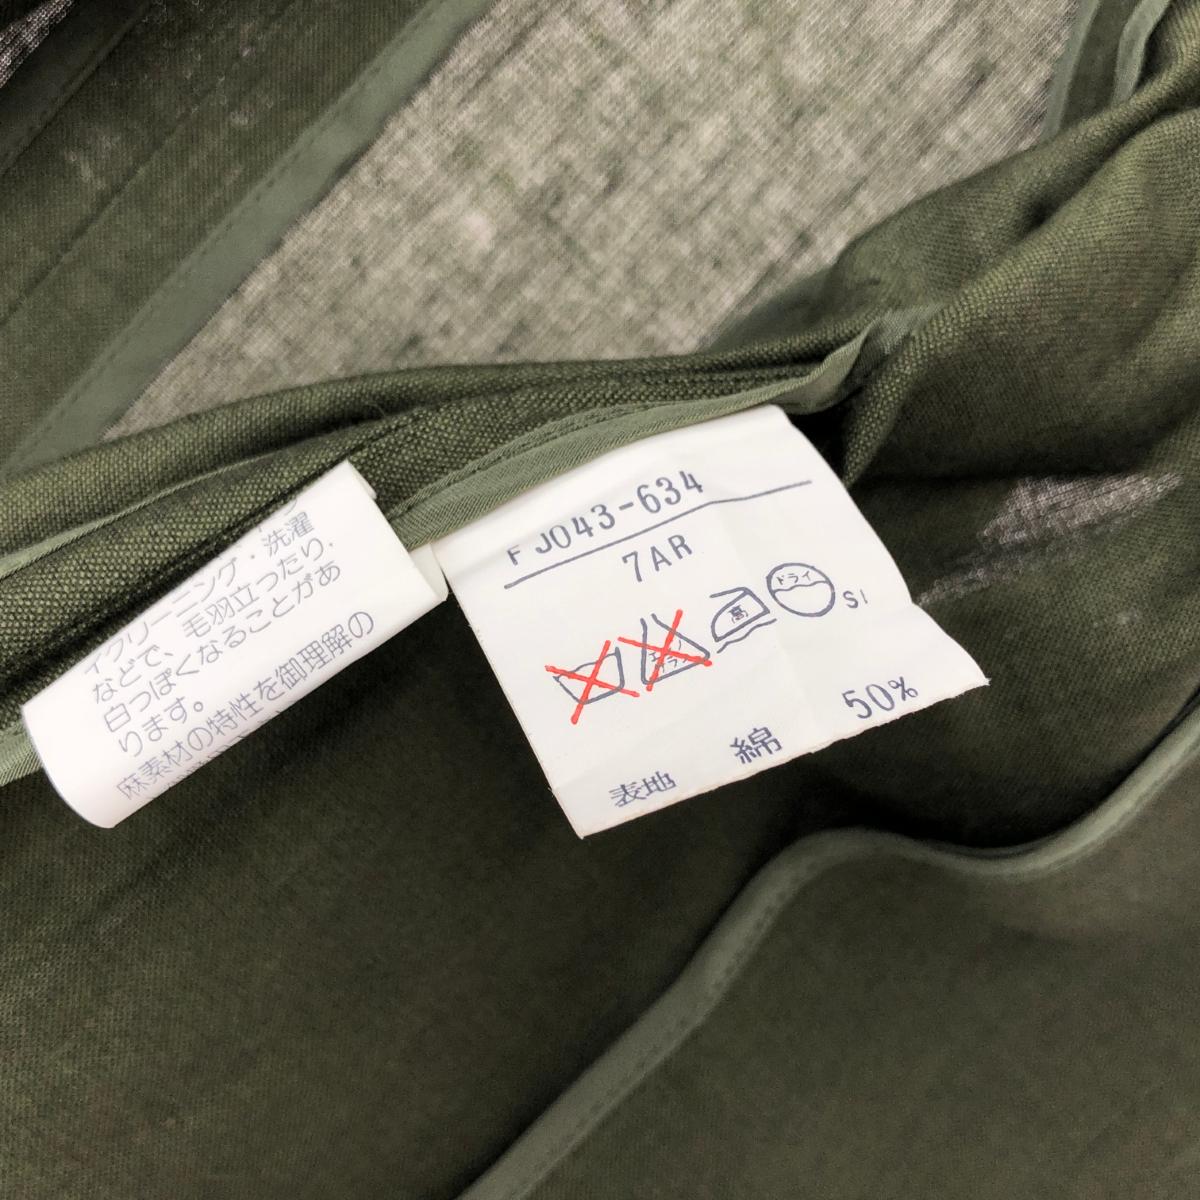 イクリーニング・洗濯
などで、毛羽立ったり、
白っぽくなることがあ
ります。
麻素材の特性を御理解の
FJ043-634
7AR
高
ドライ
SI
表地 綿 50%